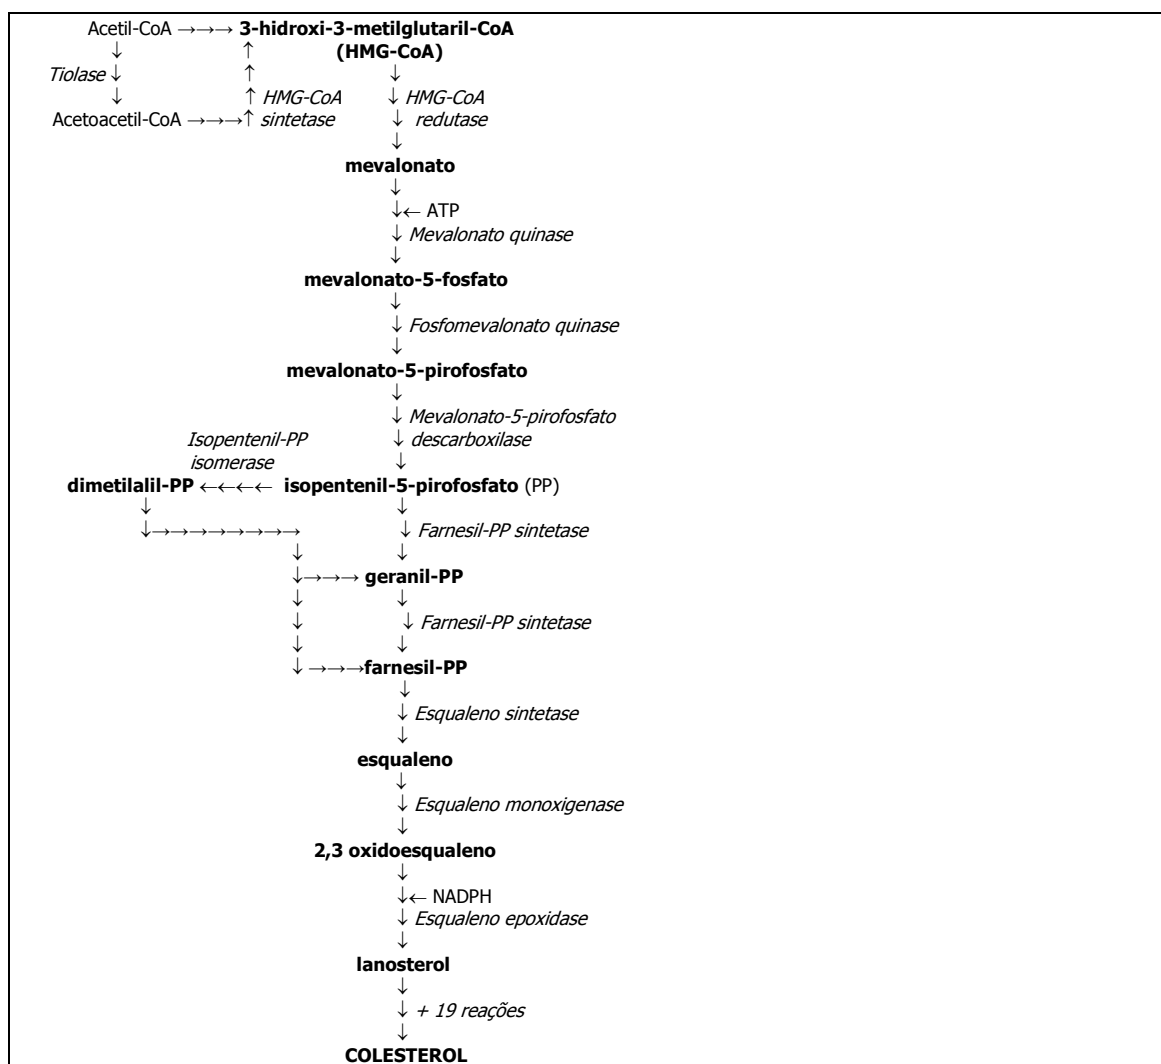 Acetil-CoA →→→ 3-hidroxi-3-metilglutaril-CoA
↓ ↑ (HMG-CoA)
Tiolase ↓ ↑ ↓
↓ ↑ HMG-CoA ↓ HMG-CoA
Acetoacetil-CoA →→→↑ sintetase ↓ redutase
↓
mevalonato
↓
↓← ATP
↓ Mevalonato quinase
↓
mevalonato-5-fosfato
↓
↓ Fosfomevalonato quinase
↓
mevalonato-5-pirofosfato
↓
↓ Mevalonato-5-pirofosfato
Isopentenil-PP ↓ descarboxilase
isomerase ↓
dimetilalil-PP ←←←← isopentenil-5-pirofosfato (PP)
↓ ↓
↓→→→→→→→→ ↓ Farnesil-PP sintetase
↓ ↓
↓→→→ geranil-PP
↓ ↓
↓ ↓ Farnesil-PP sintetase
↓ ↓
↓ →→→farnesil-PP
↓
↓ Esqualeno sintetase
↓
esqualeno
↓
↓ Esqualeno monoxigenase
↓
2,3 oxidoesqualeno
↓
↓← NADPH
↓ Esqualeno epoxidase
↓
lanosterol
↓
↓ + 19 reações
↓
COLESTEROL